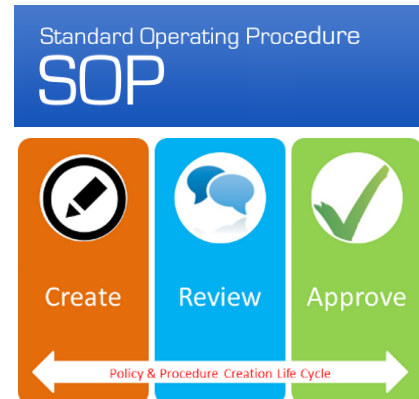 Standard Operating Procedure
SOP
Create Review Approve
Policy & Procedure Creation Life Cycle